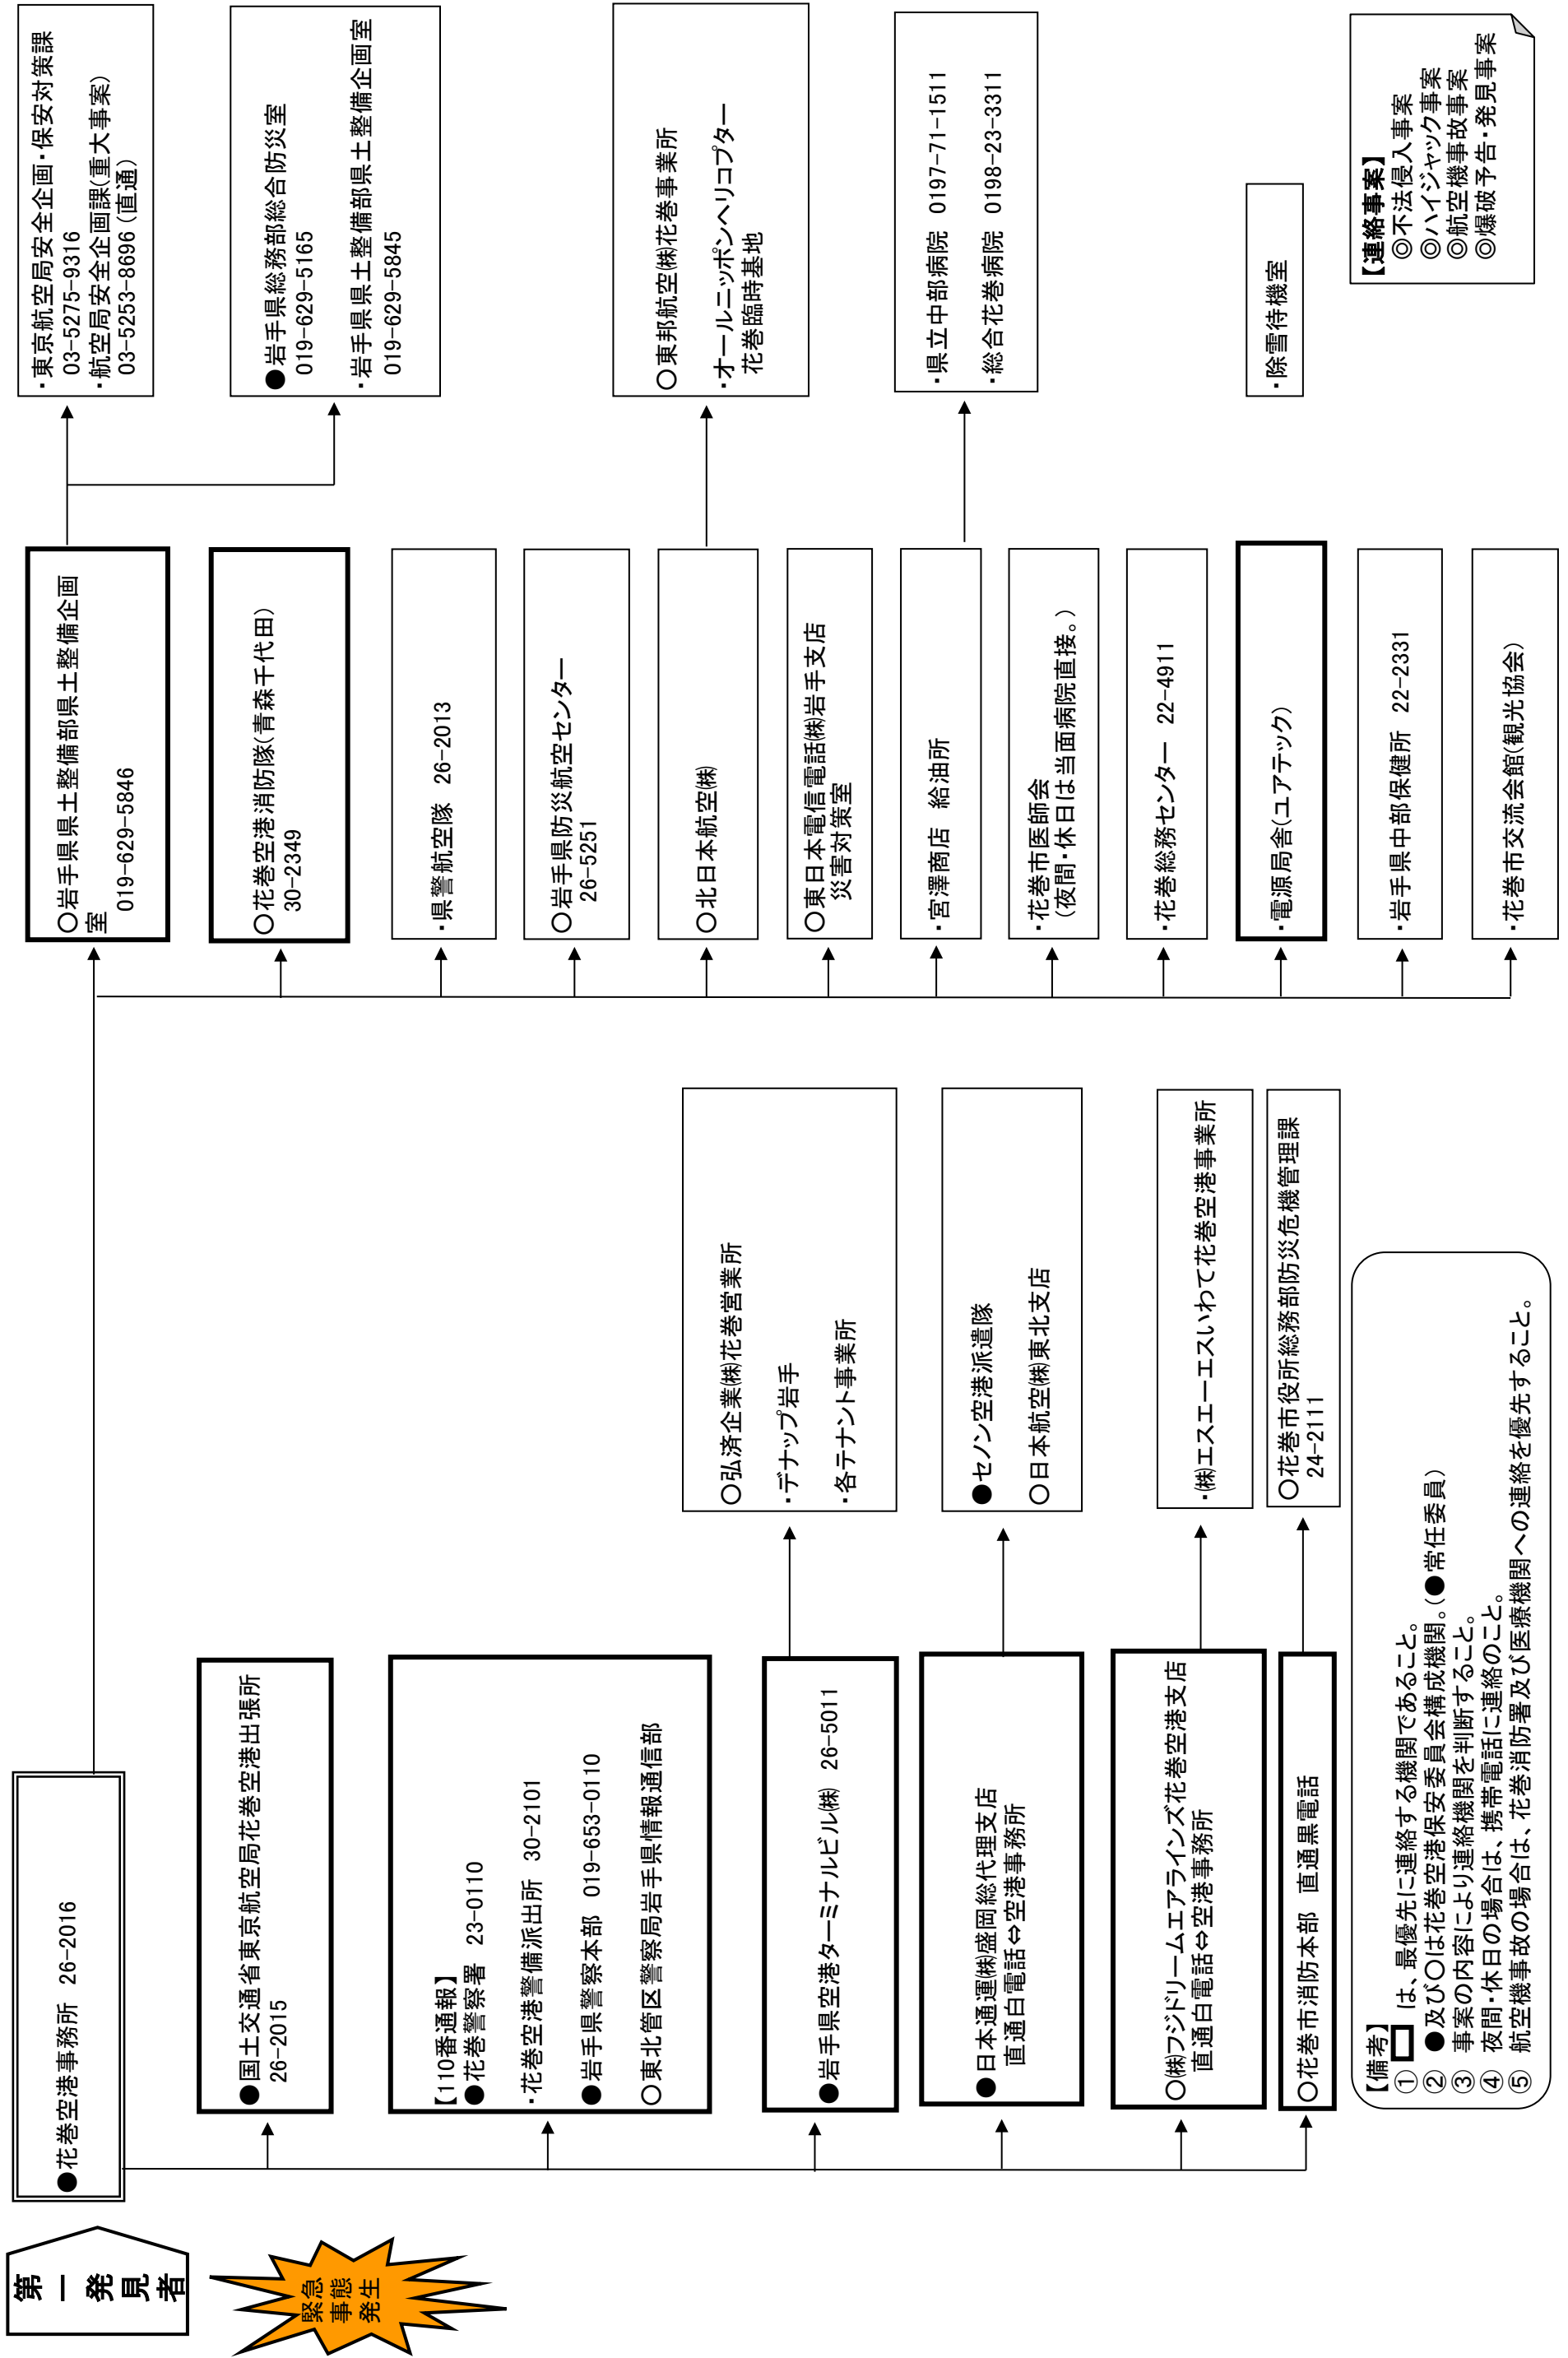 第一発見者
緊急
事態
発生
●花巻空港事務所　26-2016
●国土交通省東京航空局花巻空港出張所
26-2015
【110番通報】
●花巻警察署　23-0110
・花巻空港警備派出所　30-2101
●岩手県警察本部　019-653-0110
○東北管区警察局岩手県情報通信部
●岩手県空港ターミナルビル㈱　26-5011
●日本通運㈱盛岡総代理支店
直通白電話⇔空港事務所
○㈱フジドリームエアラインズ花巻空港支店
直通白電話⇔空港事務所
○花巻市消防本部　直通黒電話
○弘済企業㈱花巻営業所
・デナップ岩手
・各テナント事業所
●セノン空港派遣隊
○日本航空㈱東北支店
・㈱エスエーエスいわて花巻空港事業所
○花巻市役所総務部防災危機管理課
24-2111
○岩手県県土整備部県土整備企画
室
019-629-5846
○花巻空港消防隊(青森千代田)
30-2349
・県警航空隊　26-2013
○岩手県防災航空センター
26-5251
○北日本航空㈱
○東日本電信電話㈱岩手支店
災害対策室
・宮澤商店　給油所
・花巻市医師会
(夜間・休日は当面病院直接。)
・花巻総務センター　22-4911
・電源局舎(ユアテック)
・岩手県中部保健所　22-2331
・花巻市交流会館(観光協会)
・東京航空局安全企画・保安対策課
03-5275-9316
・航空局安全企画課(重大事案)
03-5253-8696(直通)
●岩手県総務部総合防災室
019-629-5165
・岩手県県土整備部県土整備企画室
019-629-5845
○東邦航空㈱花巻事業所
・オールニッポンヘリコプター
花巻臨時基地
・県立中部病院　0197-71-1511
・総合花巻病院　0198-23-3311
・除雪待機室
【備考】
①　　は、最優先に連絡する機関であること。
②　●及び○は花巻空港保安委員会構成機関。(●常任委員)
③　事案の内容により連絡機関を判断すること。
④　夜間・休日の場合は、携帯電話に連絡のこと。
⑤　航空機事故の場合は、花巻消防署及び医療機関への連絡を優先すること。
【連絡事案】
◎不法侵入事案
◎ハイジャック事案
◎航空機事故事案
◎爆破予告・発見事案